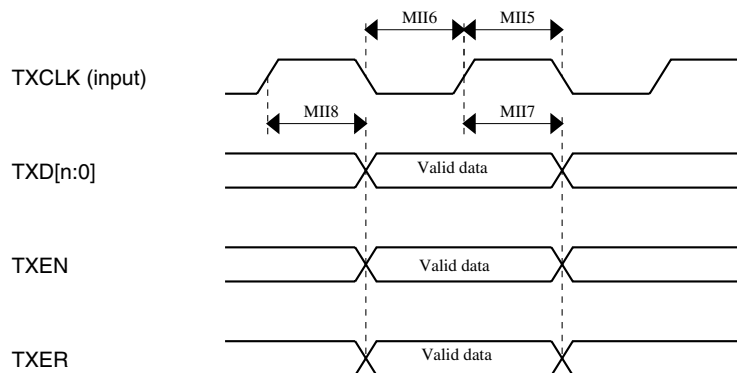 MII6 MII5
TXCLK (input)
MII8 MII7
TXD[n:0] Valid data
TXEN Valid data
TXER Valid data